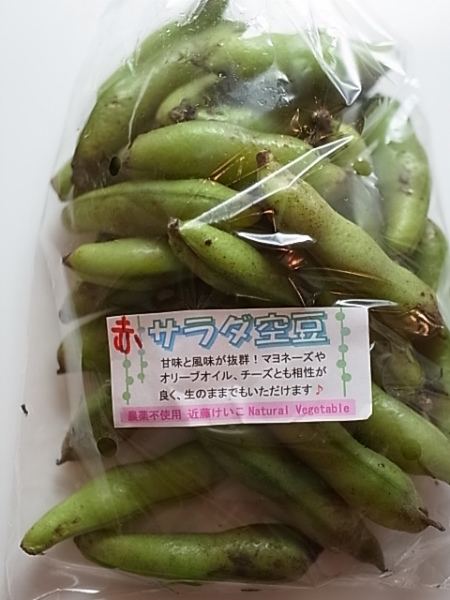 赤サラダ空豆
甘味と風味が抜群！マヨネーズや
オリーブオイル、チーズとも相性が
良く、生のままでもいただけます♪
農薬不使用 近藤けいこ Natural Vegetable